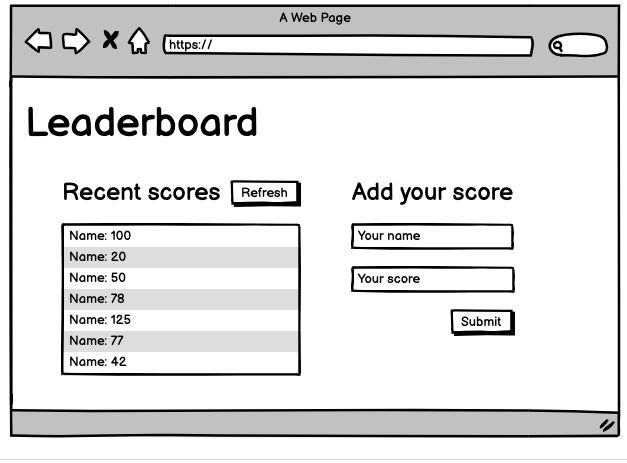 A Web Page
https://
Leaderboard
Recent scores
Refresh
Name: 100
Name: 20
Name: 50
Name: 78
Name: 125
Name: 77
Name: 42
Add your score
Your name
Your score
Submit